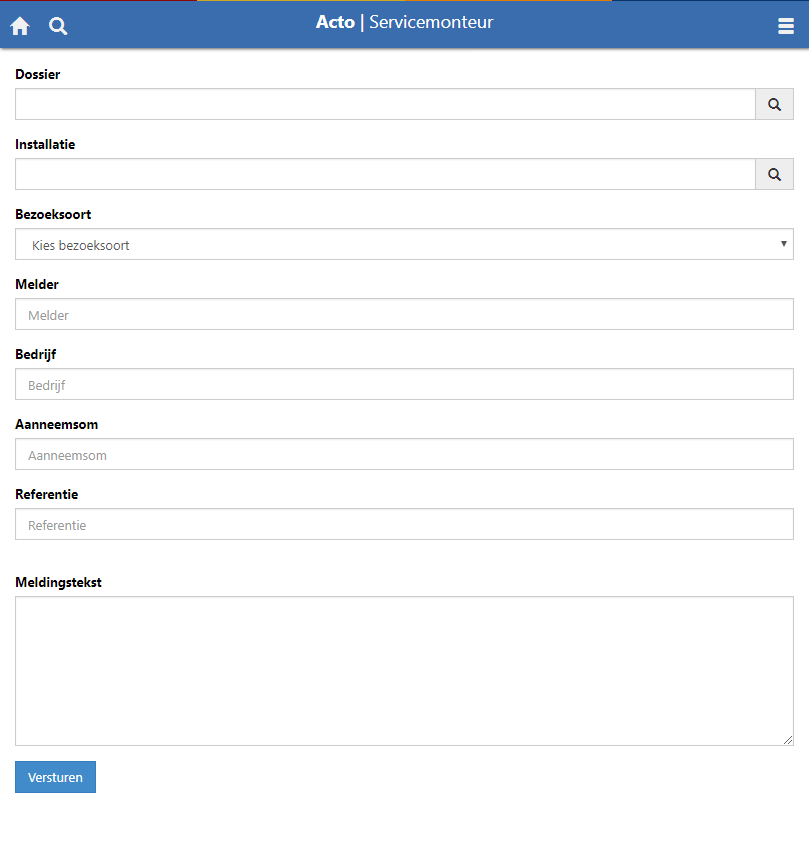 Acto | Servicemonteur
Dossier
Installatie
Bezoeksoort
Kies bezoeksoort
Melder
Melder
Bedrijf
Bedrijf
Aanneemsom
Aanneemsom
Referentie
Referentie
Meldingstekst
Versturen